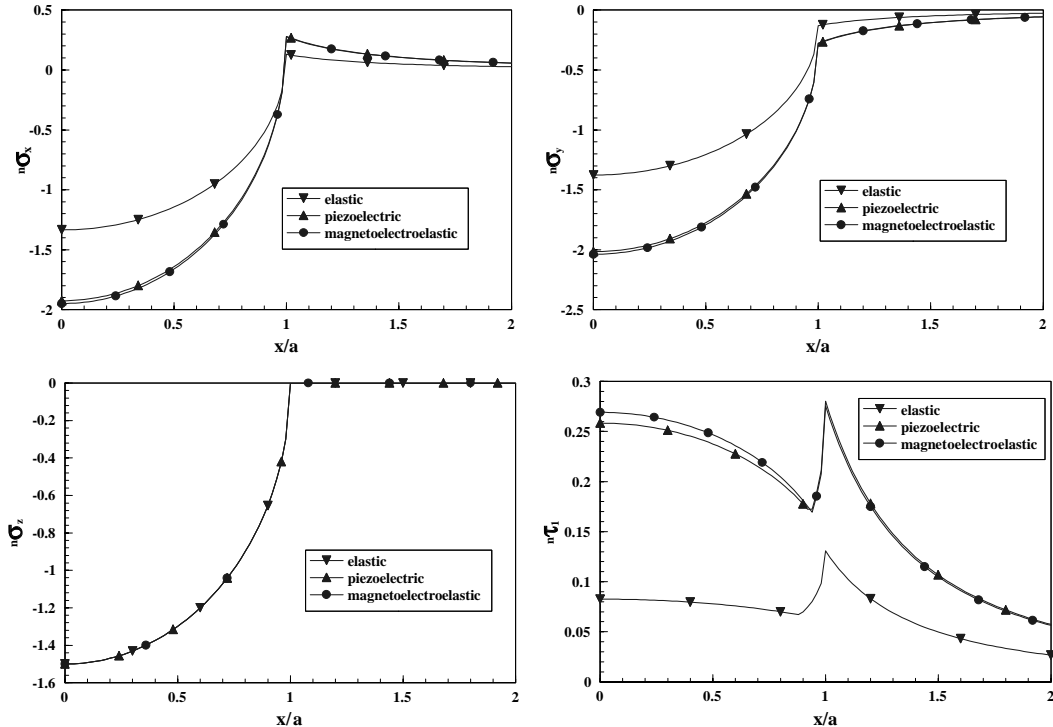 0
-0.5
-1
-1.5
-2
ⁿσₓ
0 0.5 1 1.5 2
x/a
elastic
piezoelectric
magnetoelectroelastic
0
-0.5
-1
-1.5
-2
-2.5
ⁿσ_y
0 0.5 1 1.5 2
x/a
elastic
piezoelectric
magnetoelectroelastic
0
-0.2
-0.4
-0.6
-0.8
-1
-1.2
-1.4
-1.6
ⁿσ_z
0 0.5 1 1.5 2
x/a
elastic
piezoelectric
magnetoelectroelastic
0.3
0.25
0.2
0.15
0.1
0.05
0
ⁿτ₁
0 0.5 1 1.5 2
x/a
elastic
piezoelectric
magnetoelectroelastic